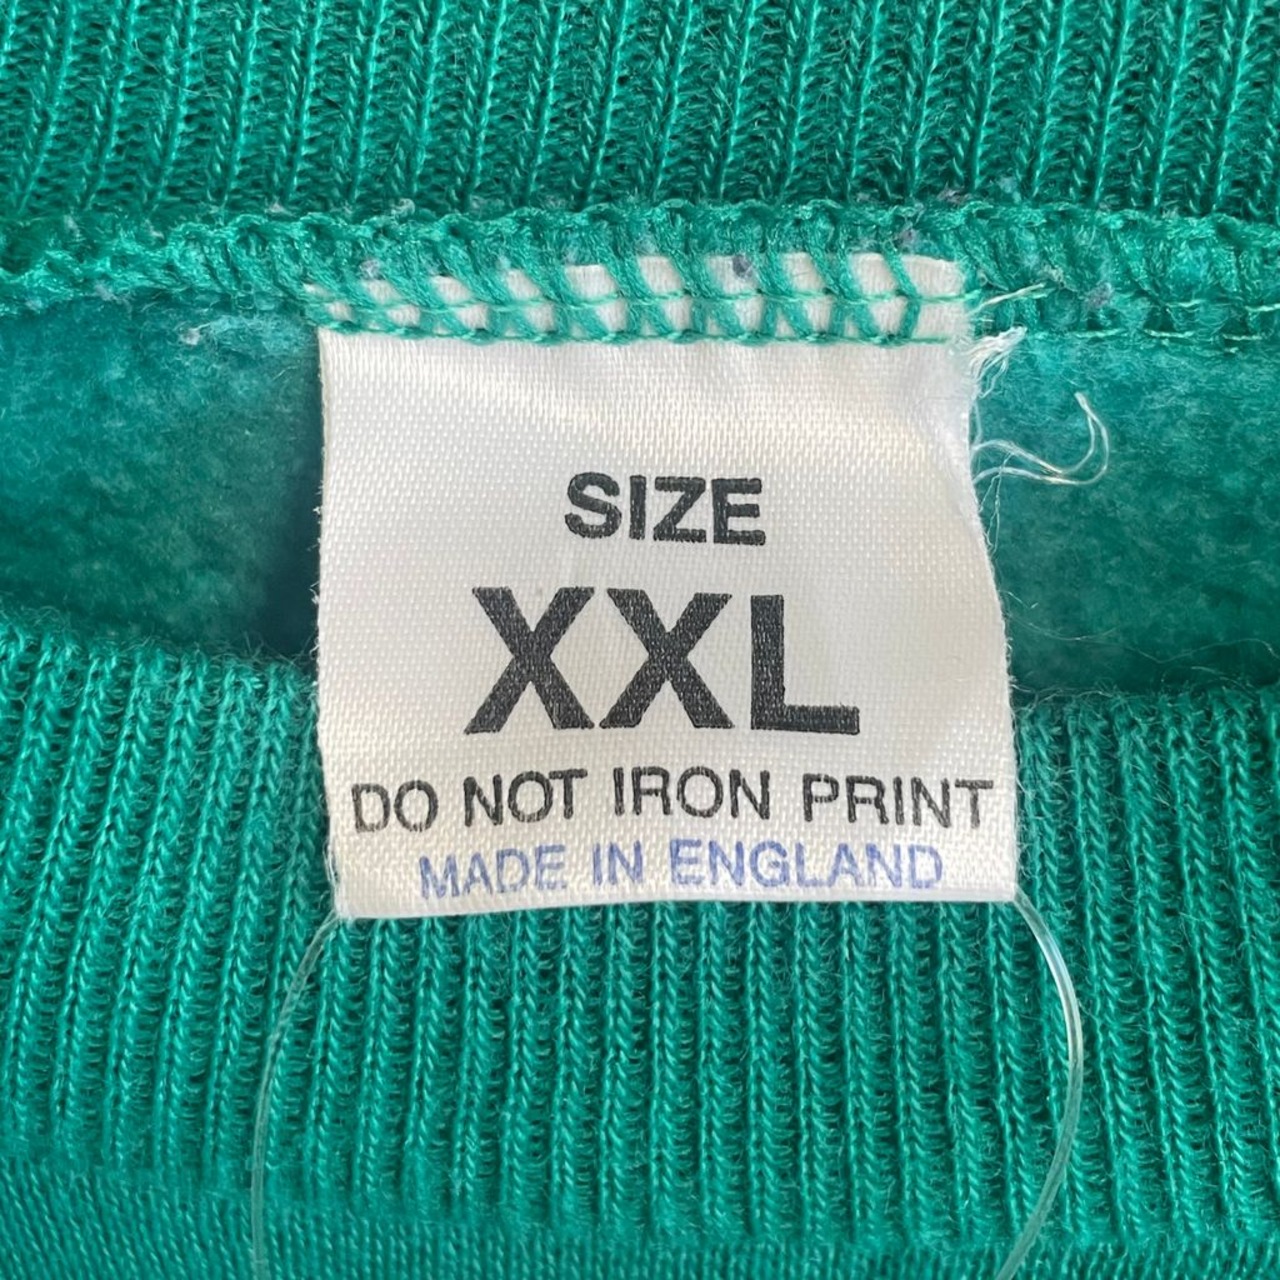 SIZE
XXL
DO NOT IRON PRINT
MADE IN ENGLAND